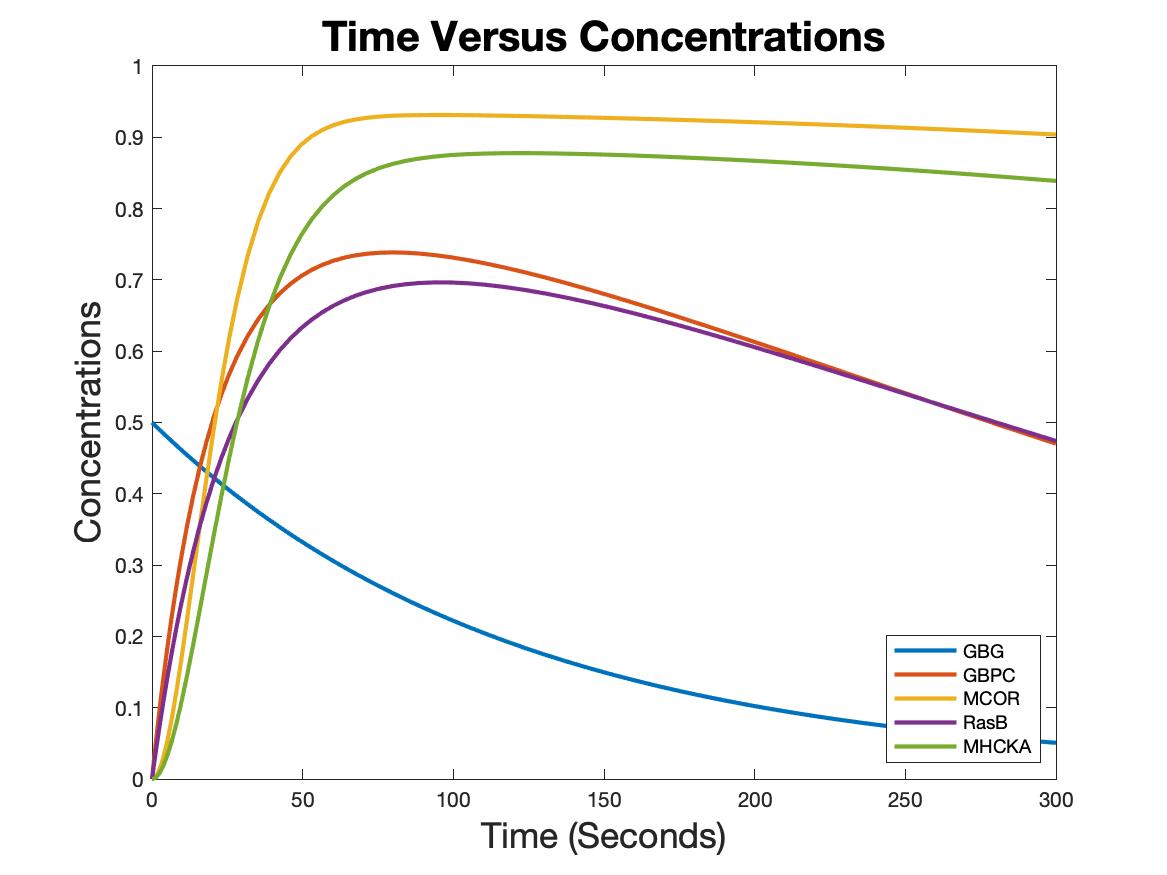 Time Versus Concentrations
1
0.9
0.8
0.7
0.6
0.5
0.4
0.3
0.2
0.1
0
Concentrations
0 50 100 150 200 250 300
Time (Seconds)
GBG
GBPC
MCOR
RasB
MHCKA